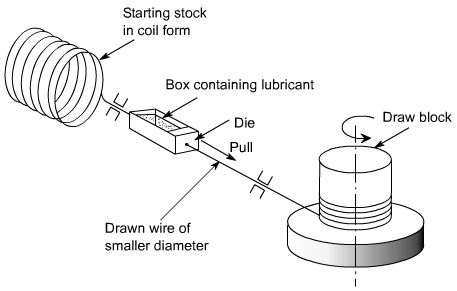 Starting stock
in coil form
Box containing lubricant
Die
Pull
Draw block
Drawn wire of
smaller diameter